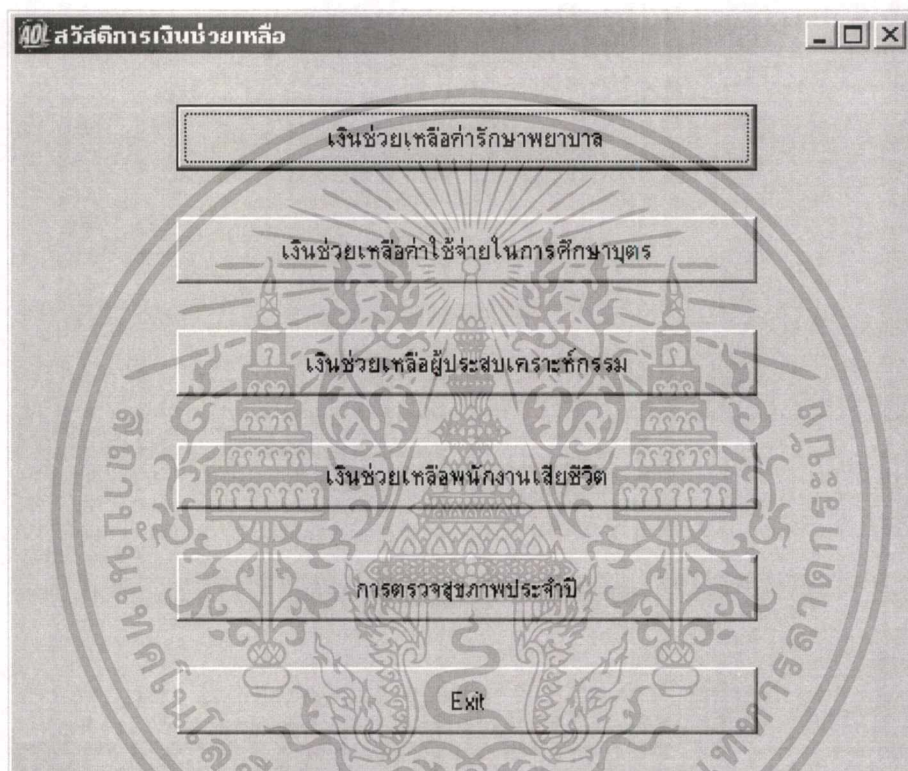 AOL สวัสดิการเงินช่วยเหลือ
เงินช่วยเหลือค่ารักษาพยาบาล
เงินช่วยเหลือค่าใช้จ่ายในการศึกษาบุตร
เงินช่วยเหลือผู้ประสบเคราะห์กรรม
เงินช่วยเหลือพนักงานเสียชีวิต
การตรวจสุขภาพประจำปี
Exit